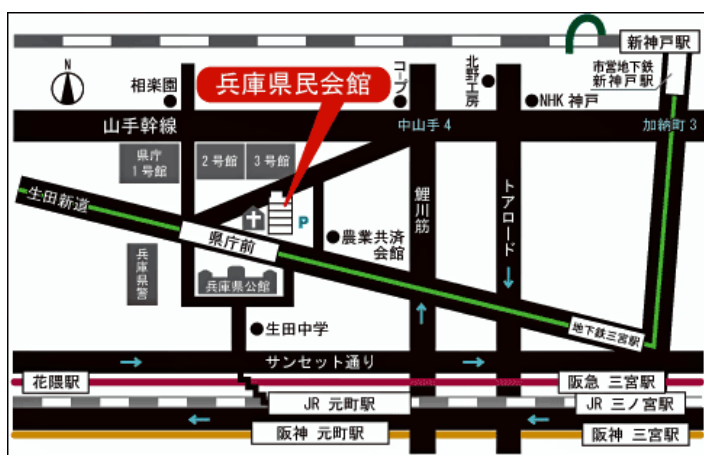 新神戸駅
N
市営地下鉄
新神戸駅
相楽園
兵庫県民会館
コープ
北野工房
NHK 神戸
山手幹線
中山手4
加納町3
県庁
1号館
2号館
3号館
生田新道
鯉川筋
トアロード
P
県庁前
農業共済
会館
兵庫県警
兵庫県公館
生田中学
地下鉄三宮駅
サンセット通り
花隈駅
阪急 三宮駅
JR 元町駅
JR 三ノ宮駅
阪神 元町駅
阪神 三宮駅